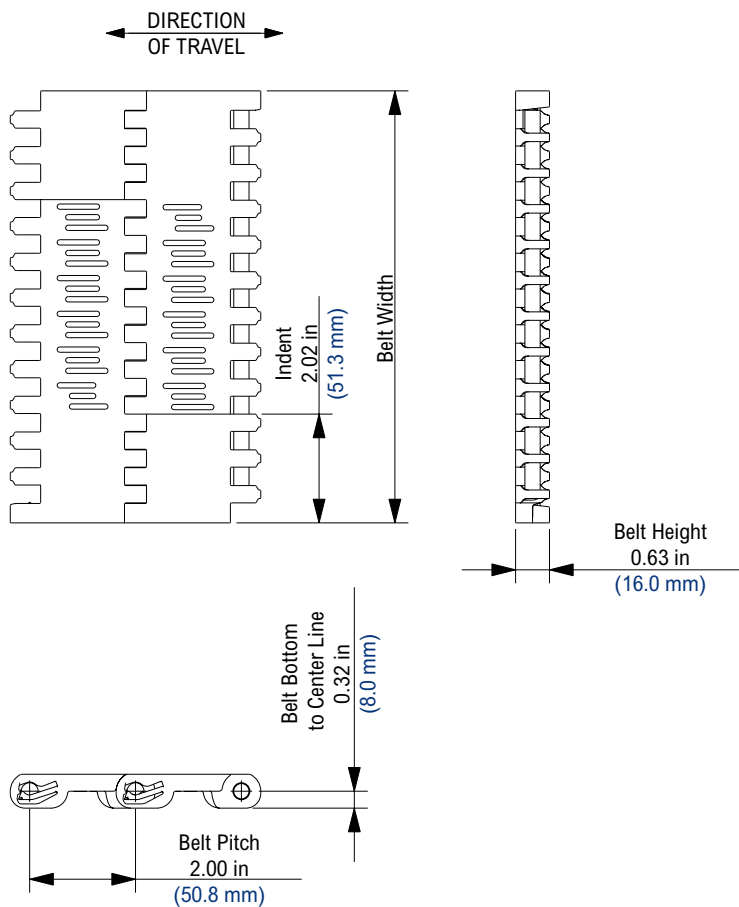 DIRECTION
OF TRAVEL
Indent
2.02 in
(51.3 mm)
Belt Width
Belt Height
0.63 in
(16.0 mm)
Belt Bottom
to Center Line
0.32 in
(8.0 mm)
Belt Pitch
2.00 in
(50.8 mm)